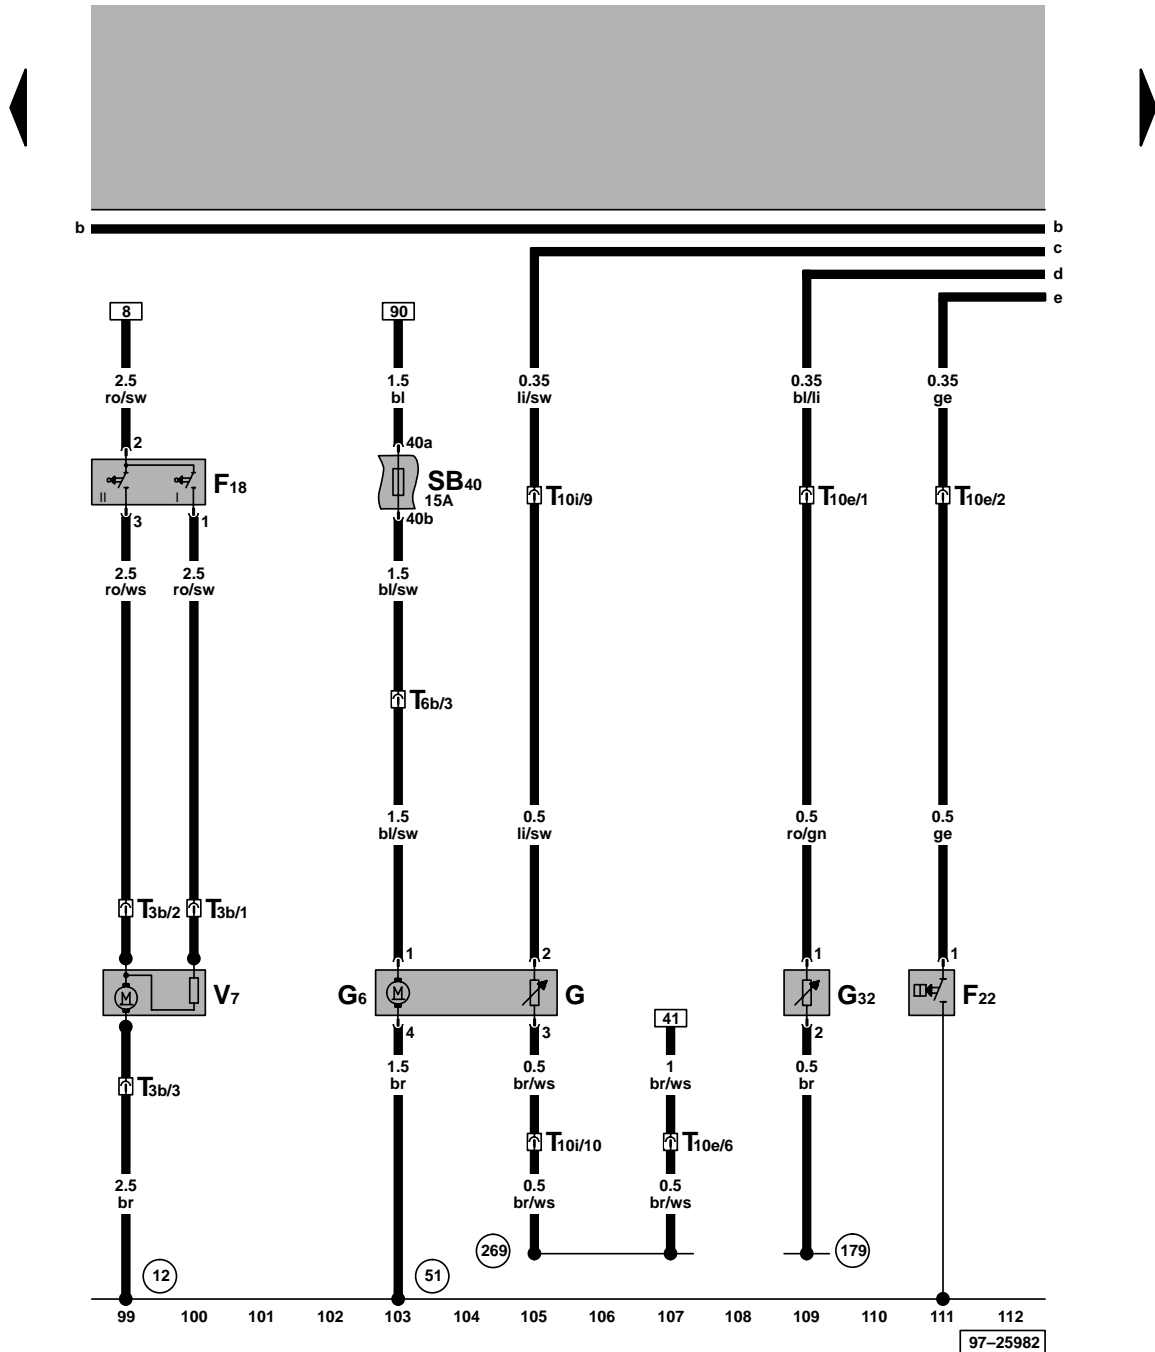 b b
c
d
e
8 90
2.5 1.5 0.35 0.35 0.35
ro/sw bl li/sw bl/li ge
2 40a
F18 SB40 T10i/9 T10e/1 T10e/2
II I 15A
3 1 40b
2.5 2.5 1.5
ro/ws ro/sw bl/sw
T6b/3
1.5 0.5 0.5 0.5
bl/sw li/sw ro/gn ge
T3b/2 T3b/1
1 2 1 1
M V7 G6 M G G32 F22
41
4 3 2
1.5 0.5 1 0.5
br br/ws br/ws br
T3b/3
T10i/10 T10e/6
2.5 0.5 0.5
br br/ws br/ws
269 179
12 51
99 100 101 102 103 104 105 106 107 108 109 110 111 112
97–25982